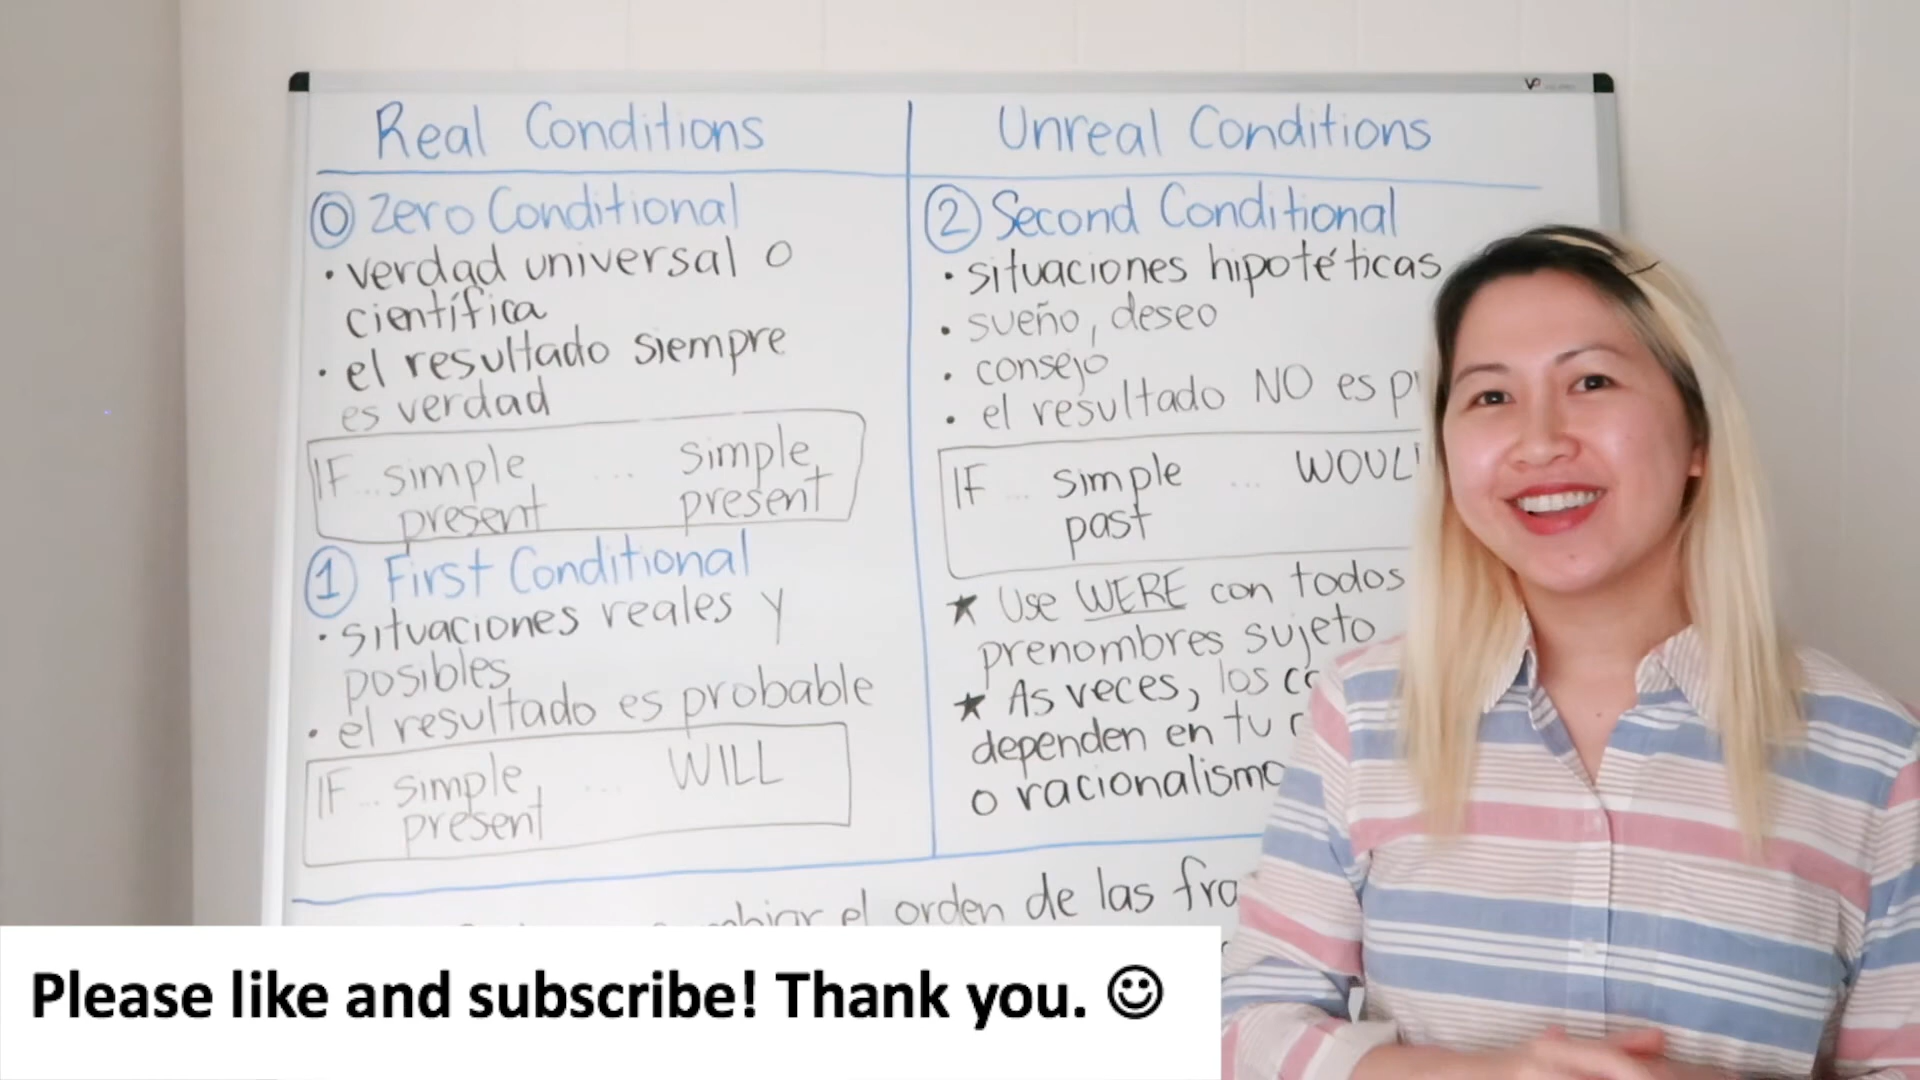 Real Conditions
Unreal Conditions
0 Zero Conditional
• verdad universal o
científica
• el resultado siempre
es verdad
IF ... simple ... simple
present present
1 First Conditional
• situaciones reales y
posibles
• el resultado es probable
IF ... simple ... WILL
present
2 Second Conditional
• situaciones hipotéticas
• sueño, deseo
• consejo
• el resultado NO es
IF ... simple ...
past
★ Use WERE con todos
prenombres sujeto
★ As veces, los
dependen en tu
o racionalismo
el orden de las
Please like and subscribe! Thank you. ☺